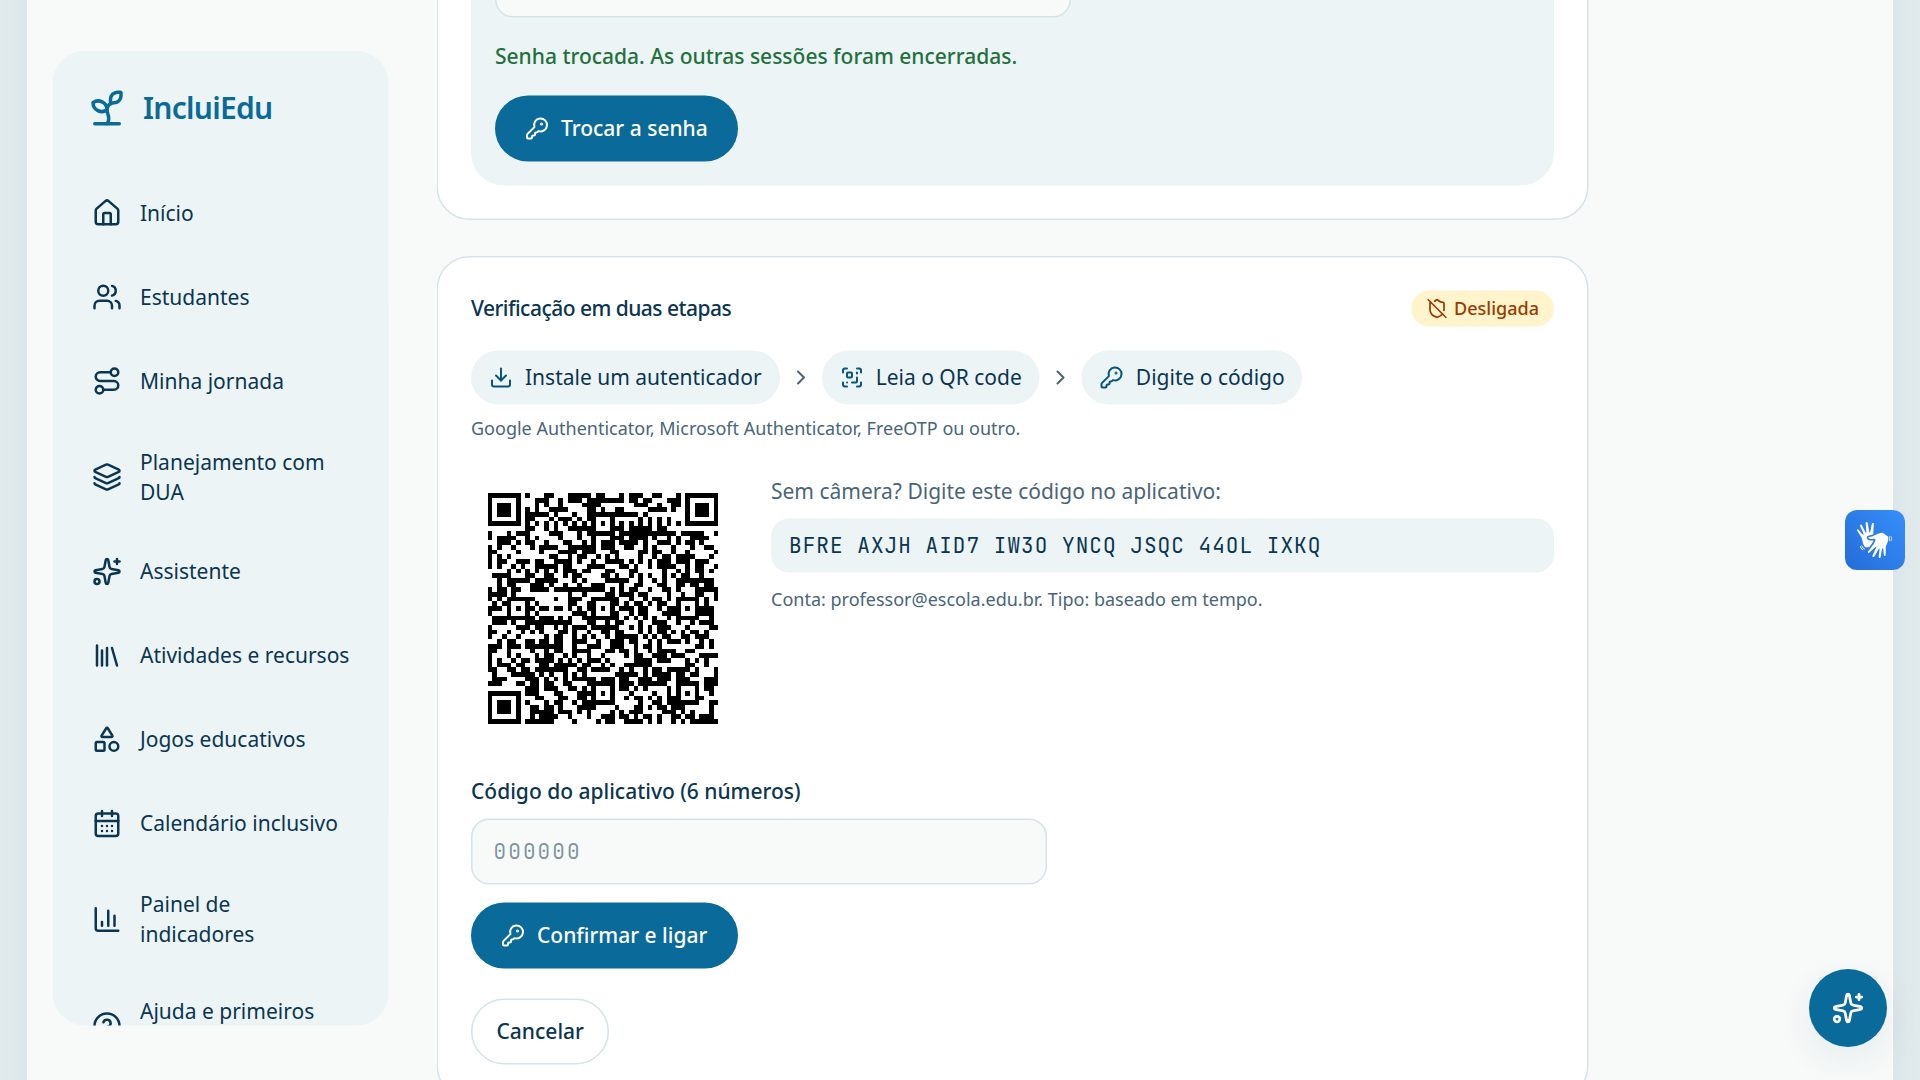 IncluiEdu
Início
Estudantes
Minha jornada
Planejamento com
DUA
Assistente
Atividades e recursos
Jogos educativos
Calendário inclusivo
Painel de
indicadores
Ajuda e primeiros
Senha trocada. As outras sessões foram encerradas.
Trocar a senha
Verificação em duas etapas
Desligada
Instale um autenticador
Leia o QR code
Digite o código
Google Authenticator, Microsoft Authenticator, FreeOTP ou outro.
Sem câmera? Digite este código no aplicativo:
BFRE AXJH AID7 IW3O YNCQ JSQC 44OL IXKQ
Conta: professor@escola.edu.br. Tipo: baseado em tempo.
Código do aplicativo (6 números)
000000
Confirmar e ligar
Cancelar